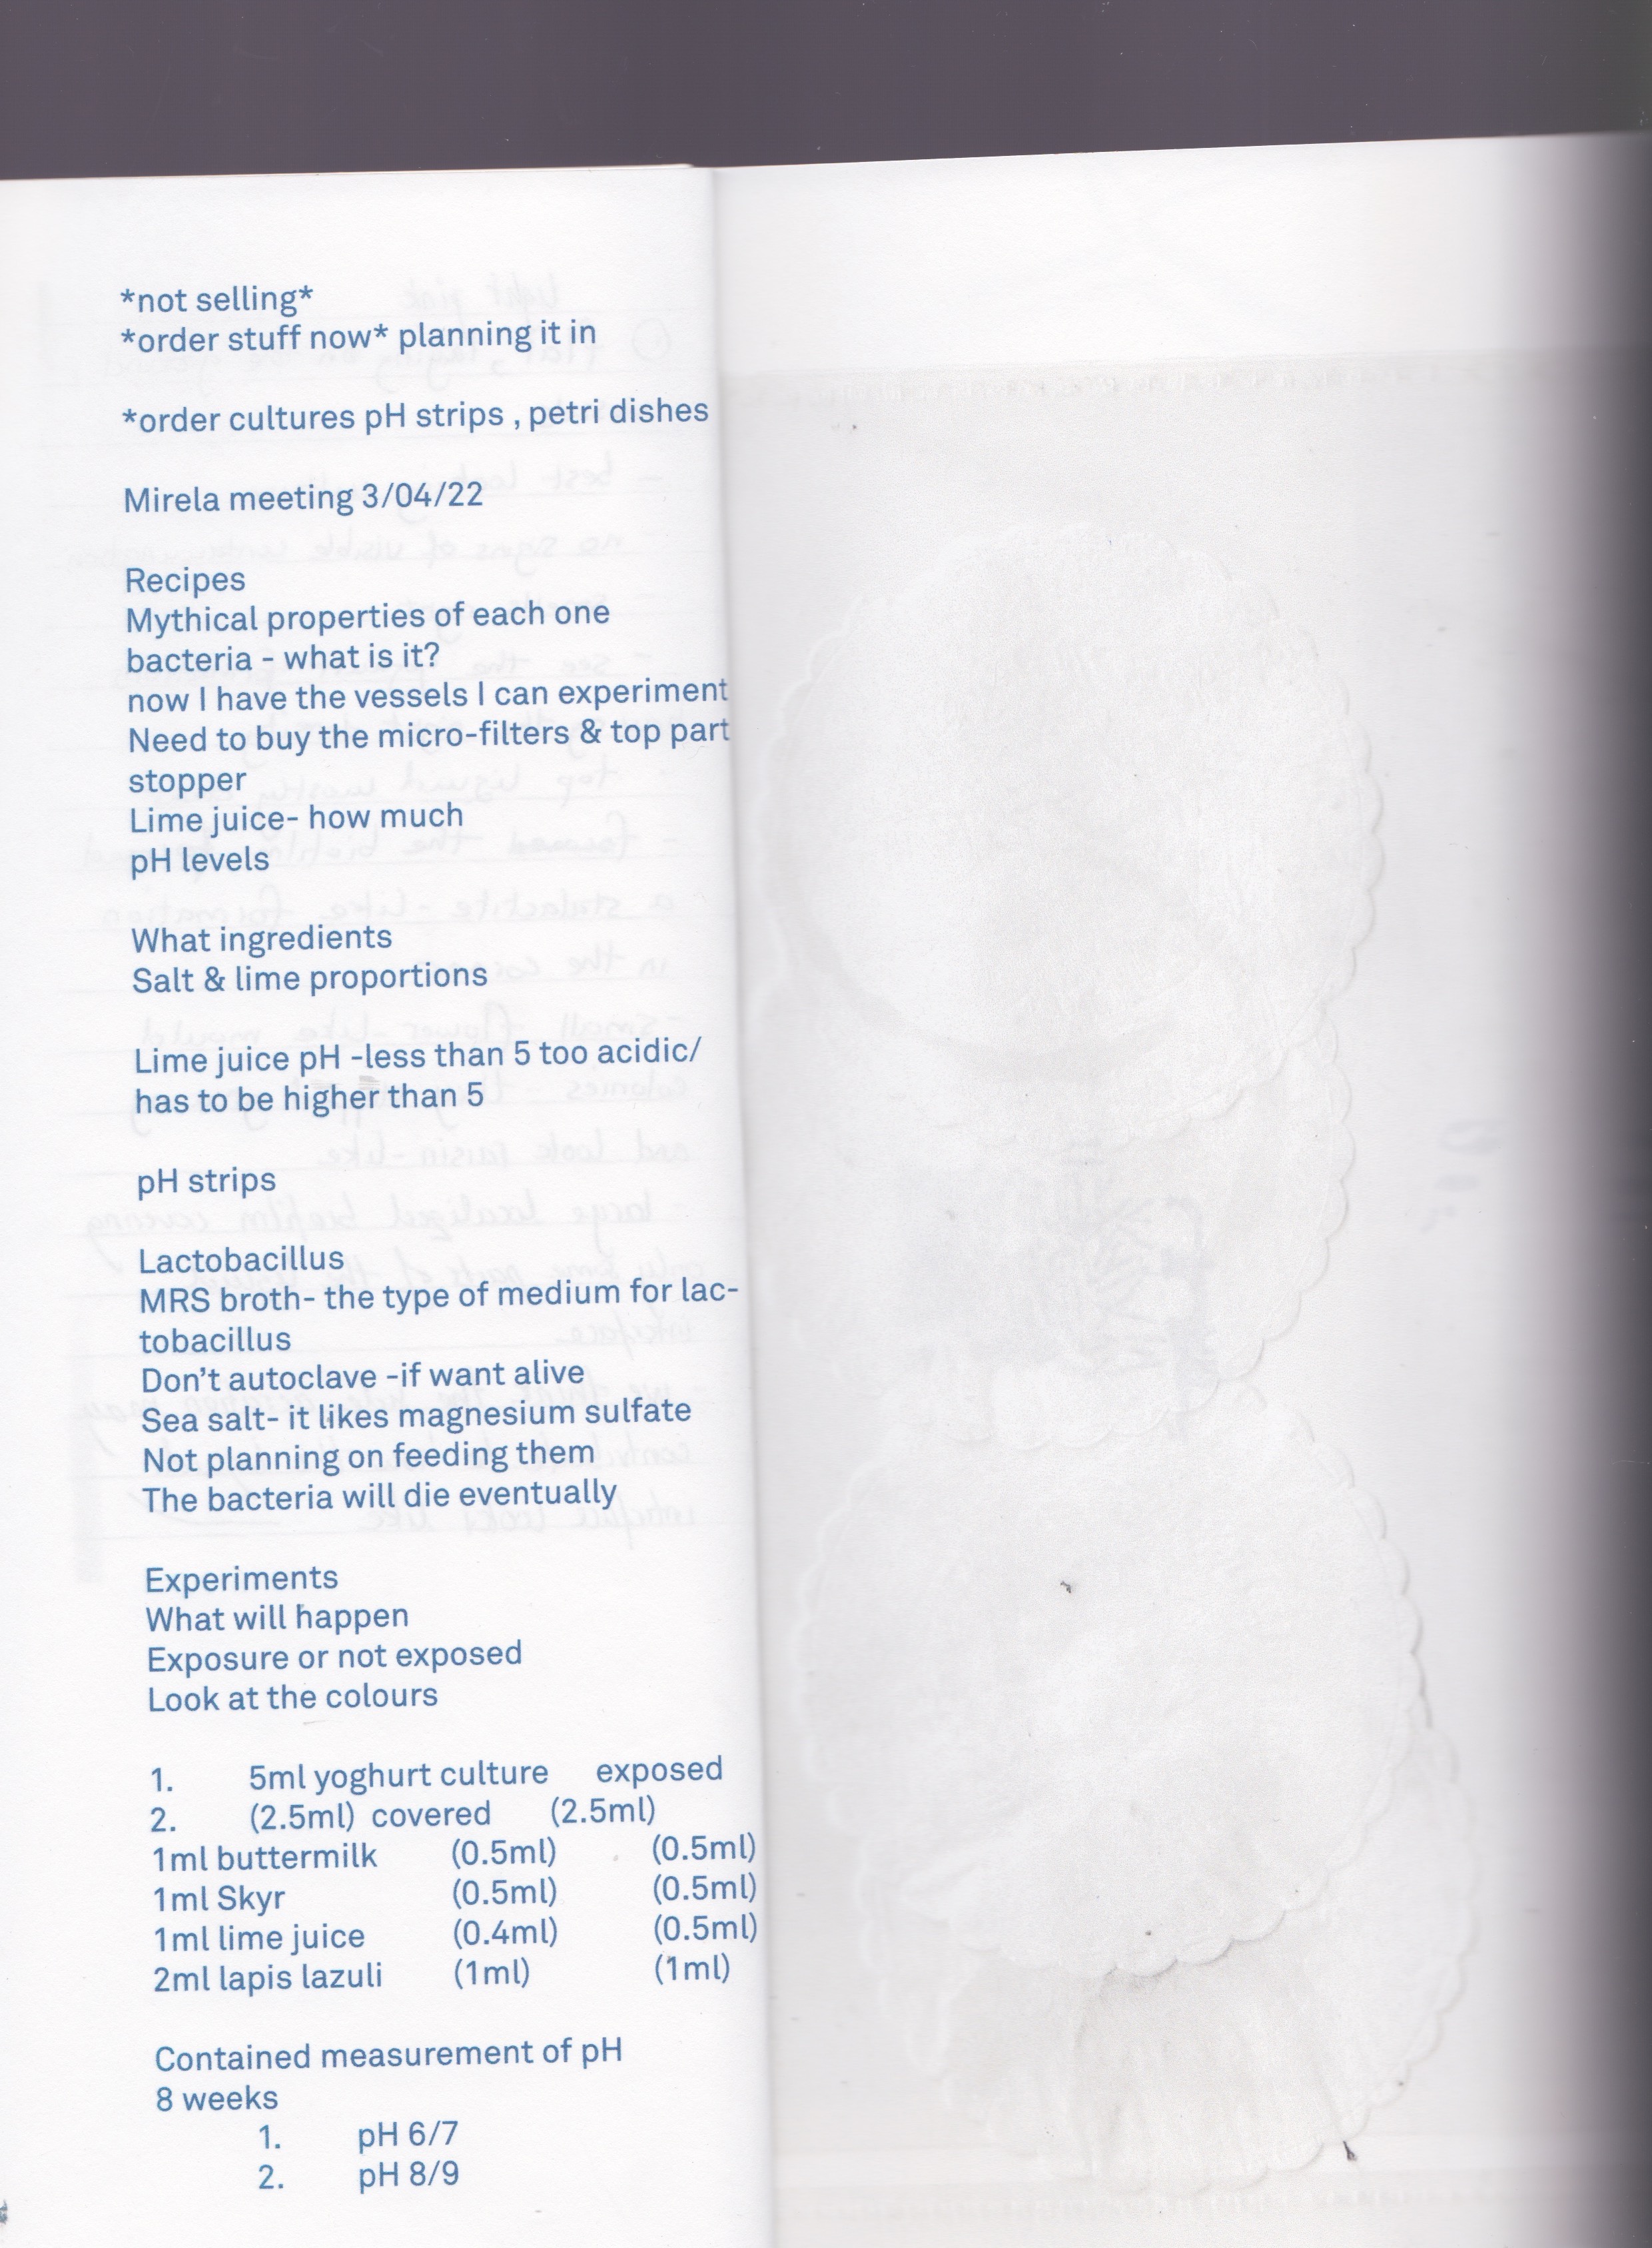 *not selling*
*order stuff now* planning it in
*order cultures pH strips , petri dishes
Mirela meeting 3/04/22
Recipes
Mythical properties of each one
bacteria - what is it?
now I have the vessels I can experiment
Need to buy the micro-filters & top part
stopper
Lime juice- how much
pH levels
What ingredients
Salt & lime proportions
Lime juice pH -less than 5 too acidic/
has to be higher than 5
pH strips
Lactobacillus
MRS broth- the type of medium for lac-
tobacillus
Don't autoclave -if want alive
Sea salt- it likes magnesium sulfate
Not planning on feeding them
The bacteria will die eventually
Experiments
What will happen
Exposure or not exposed
Look at the colours
1. 5ml yoghurt culture exposed
2. (2.5ml) covered (2.5ml)
1ml buttermilk (0.5ml) (0.5ml)
1ml Skyr (0.5ml) (0.5ml)
1ml lime juice (0.4ml) (0.5ml)
2ml lapis lazuli (1ml) (1ml)
Contained measurement of pH
8 weeks
1. pH 6/7
2. pH 8/9